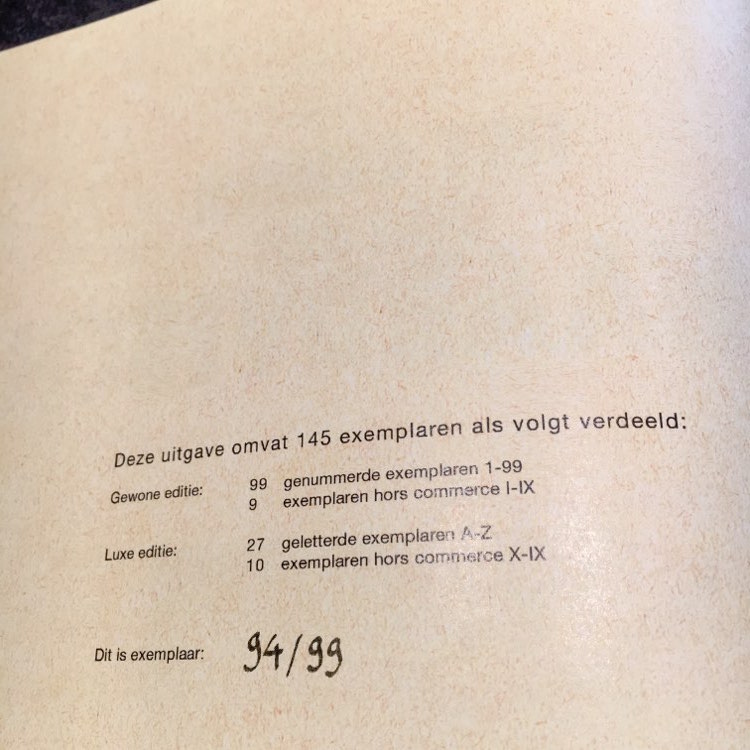 Deze uitgave omvat 145 exemplaren als volgt verdeeld:
Gewone editie: 99 genummerde exemplaren 1-99
9 exemplaren hors commerce I-IX
Luxe editie: 27 geletterde exemplaren A-Z
10 exemplaren hors commerce X-IX
Dit is exemplaar: 94/99